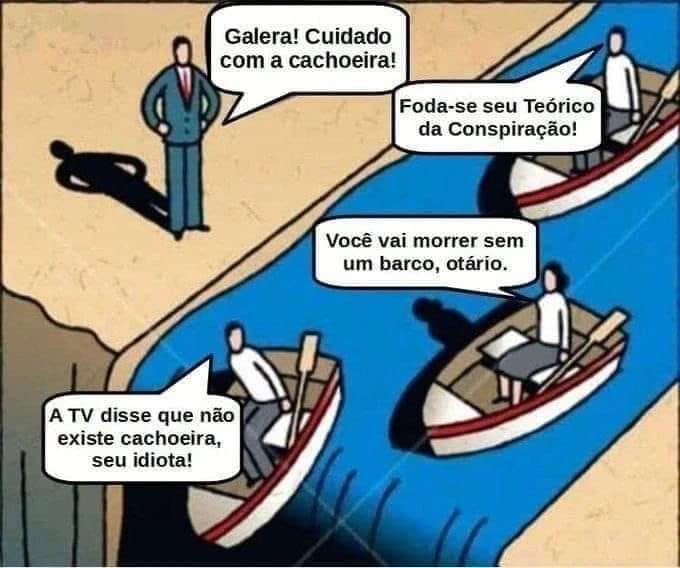 Galera! Cuidado
com a cachoeira!
Foda-se seu Teórico
da Conspiração!
Você vai morrer sem
um barco, otário.
A TV disse que não
existe cachoeira,
seu idiota!